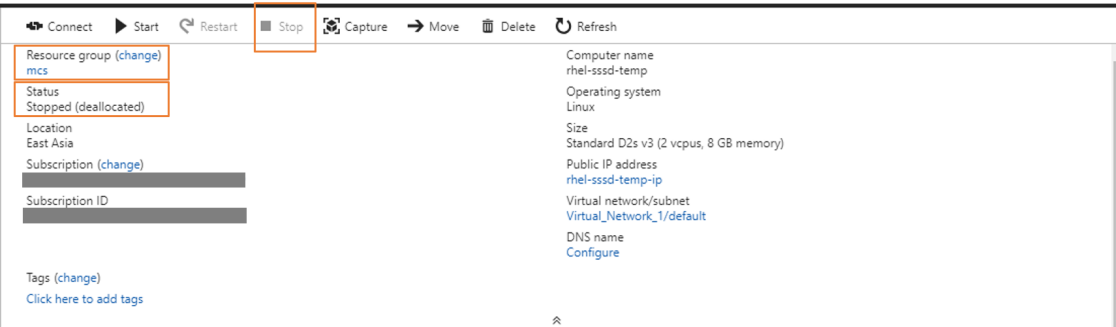 Connect Start Restart Stop Capture Move Delete Refresh
Resource group (change)
mcs
Status
Stopped (deallocated)
Location
East Asia
Subscription (change)
Subscription ID
Tags (change)
Click here to add tags
Computer name
rhel-sssd-temp
Operating system
Linux
Size
Standard D2s v3 (2 vcpus, 8 GB memory)
Public IP address
rhel-sssd-temp-ip
Virtual network/subnet
Virtual_Network_1/default
DNS name
Configure